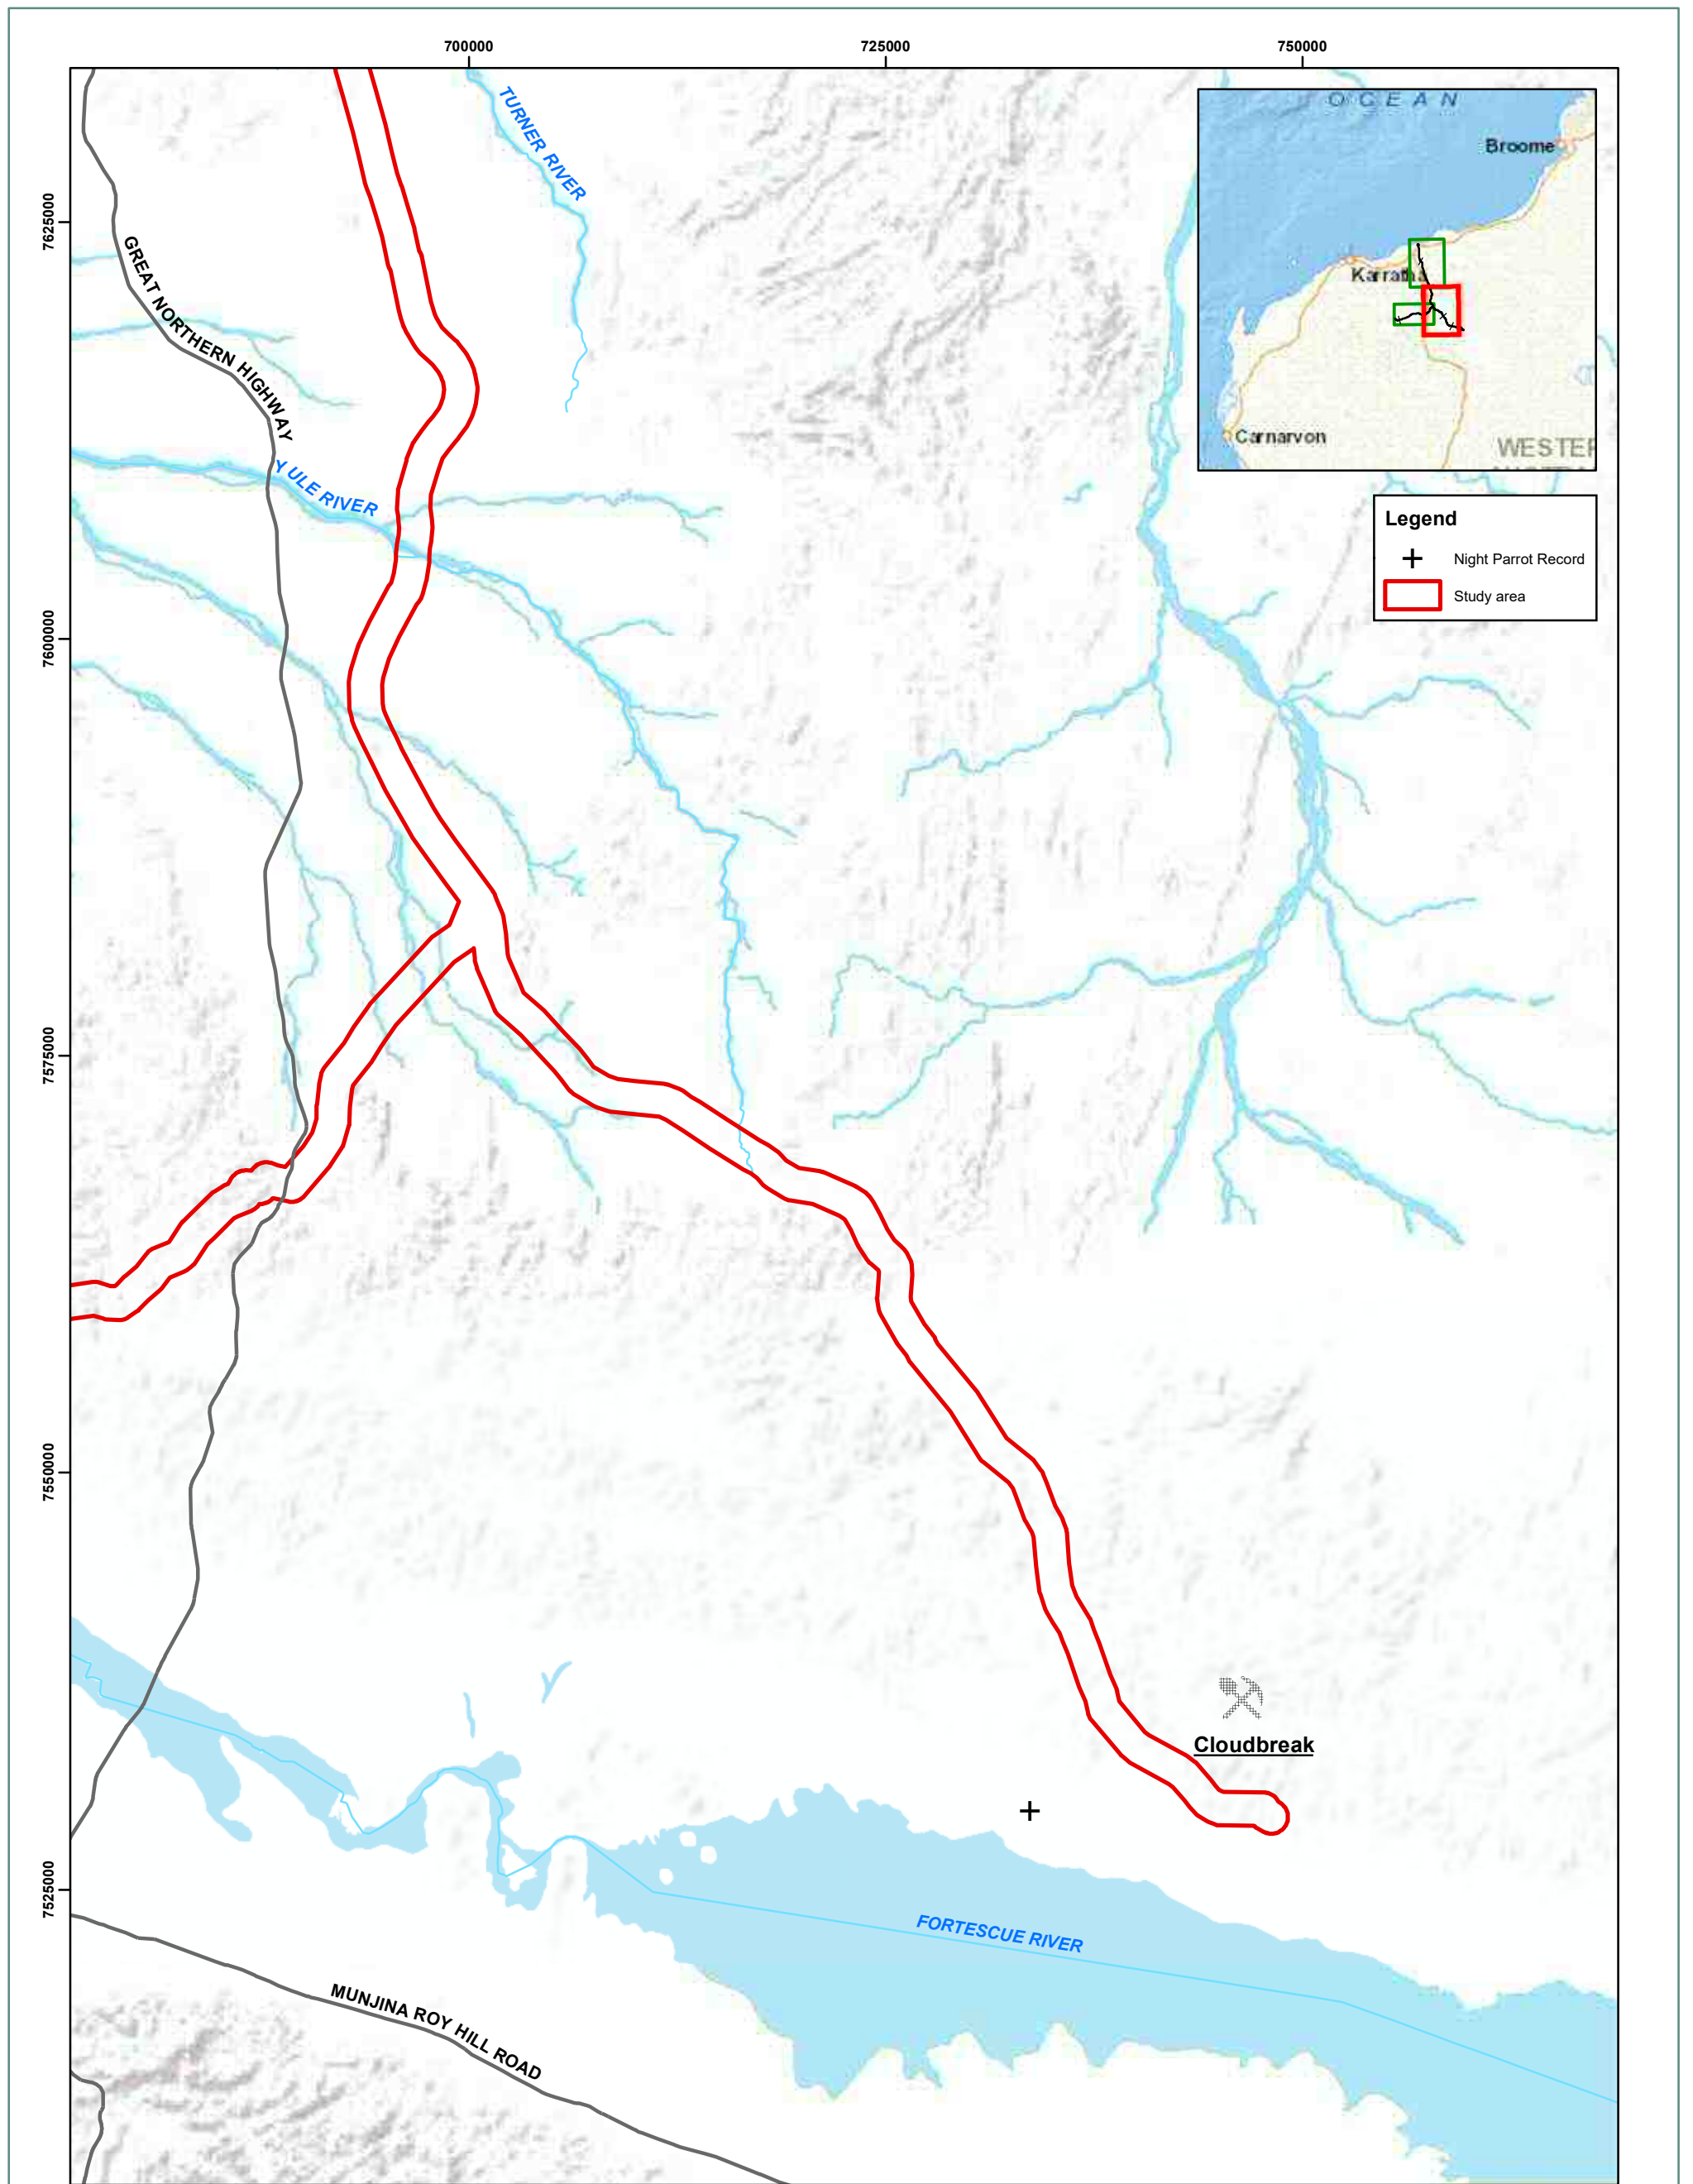 700000
725000
750000
7625000
7600000
7575000
7550000
7525000
TURNER RIVER
GREAT NORTHERN HIGHWAY
YULE RIVER
OCEAN
Broome
Karratha
Carnarvon
WESTER
Legend
Night Parrot Record
Study area
Cloudbreak
FORTESCUE RIVER
MUNJINA ROY HILL ROAD